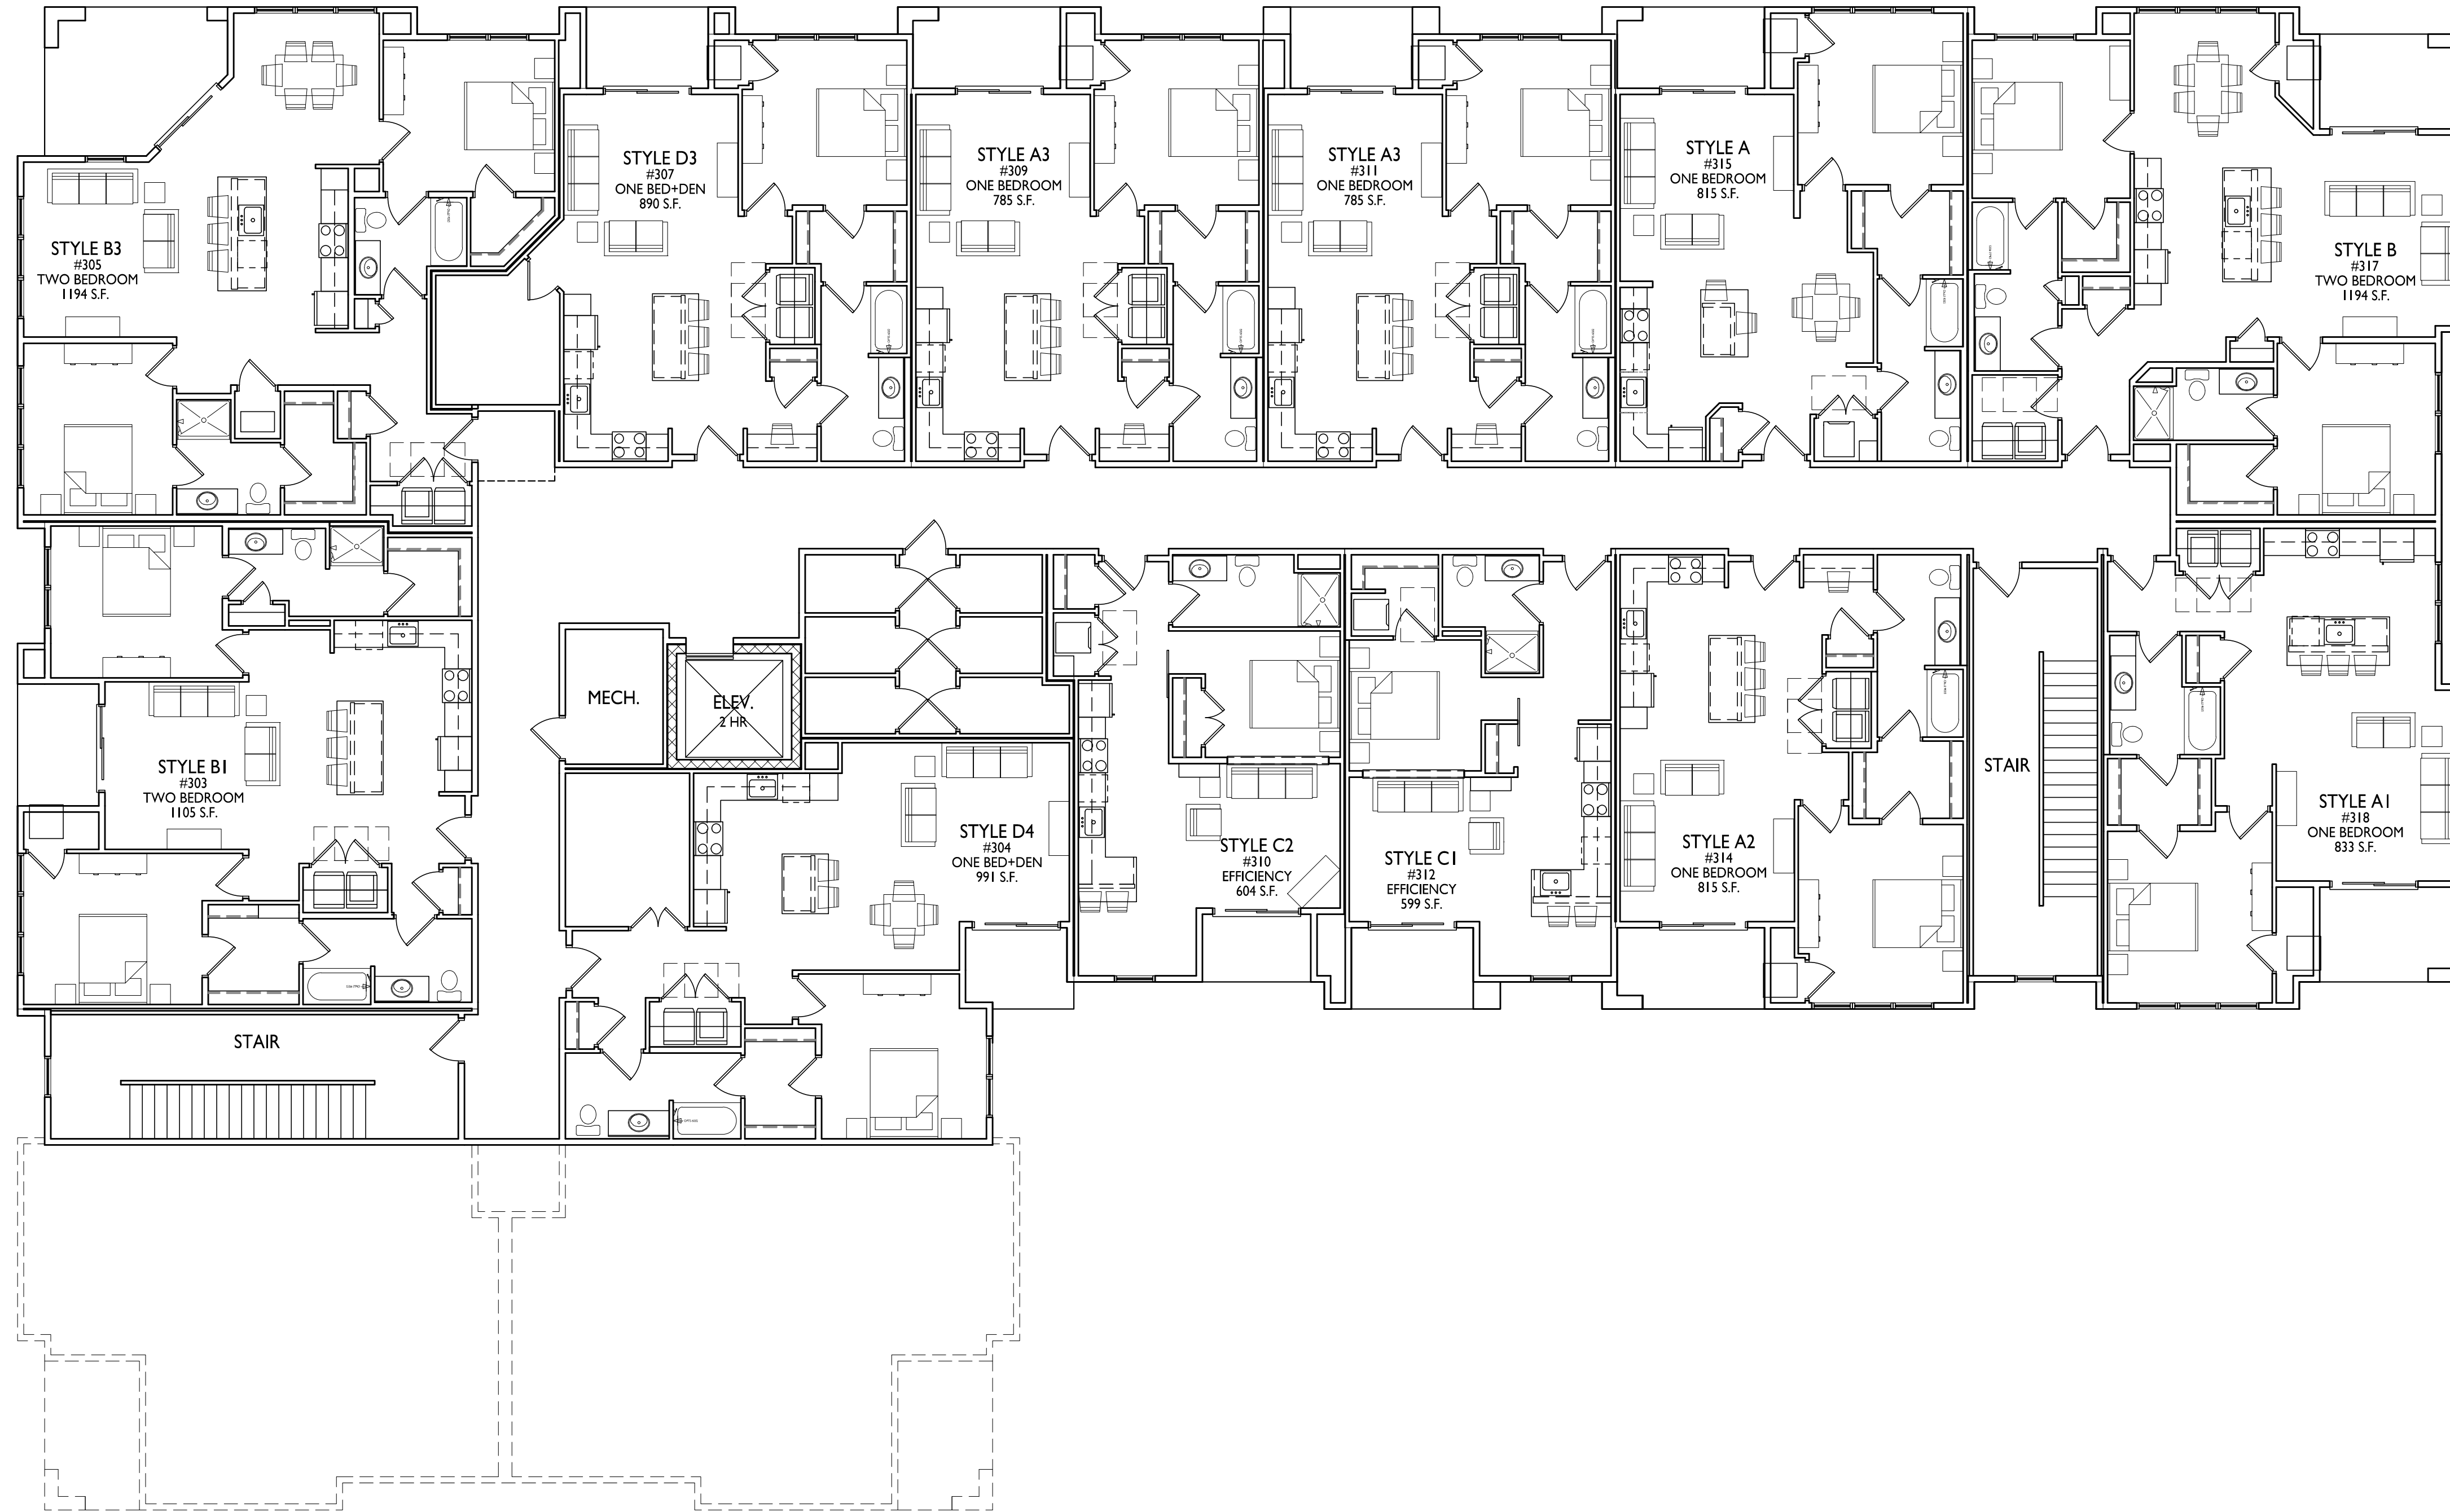 STYLE B3
#305
TWO BEDROOM
1194 S.F.
STYLE D3
#307
ONE BED+DEN
890 S.F.
STYLE A3
#309
ONE BEDROOM
785 S.F.
STYLE A3
#311
ONE BEDROOM
785 S.F.
STYLE A
#315
ONE BEDROOM
815 S.F.
STYLE B
#317
TWO BEDROOM
1194 S.F.
STYLE B1
#303
TWO BEDROOM
1105 S.F.
MECH.
ELEV.
2 HR
STYLE D4
#304
ONE BED+DEN
991 S.F.
STYLE C2
#310
EFFICIENCY
604 S.F.
STYLE C1
#312
EFFICIENCY
599 S.F.
STYLE A2
#314
ONE BEDROOM
815 S.F.
STAIR
STYLE A1
#318
ONE BEDROOM
833 S.F.
STAIR